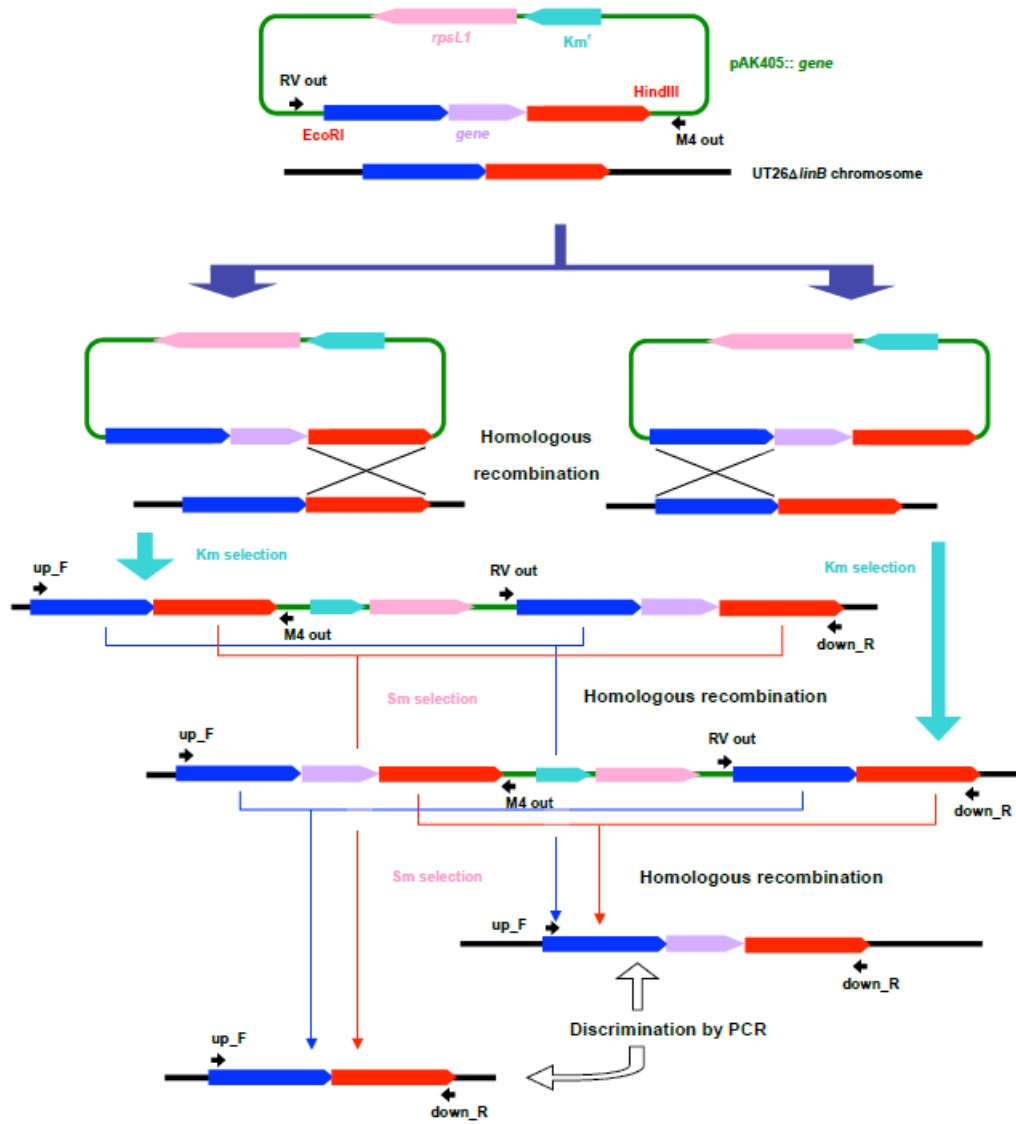 rpsL1
Kmr
pAK405:: gene
RV out
HindIII
EcoRI
gene
M4 out
UT26ΔlinB chromosome
Homologous
recombination
Km selection
Km selection
up_F
RV out
M4 out
down_R
Sm selection
Homologous recombination
up_F
RV out
M4 out
down_R
Sm selection
Homologous recombination
up_F
down_R
Discrimination by PCR
up_F
down_R